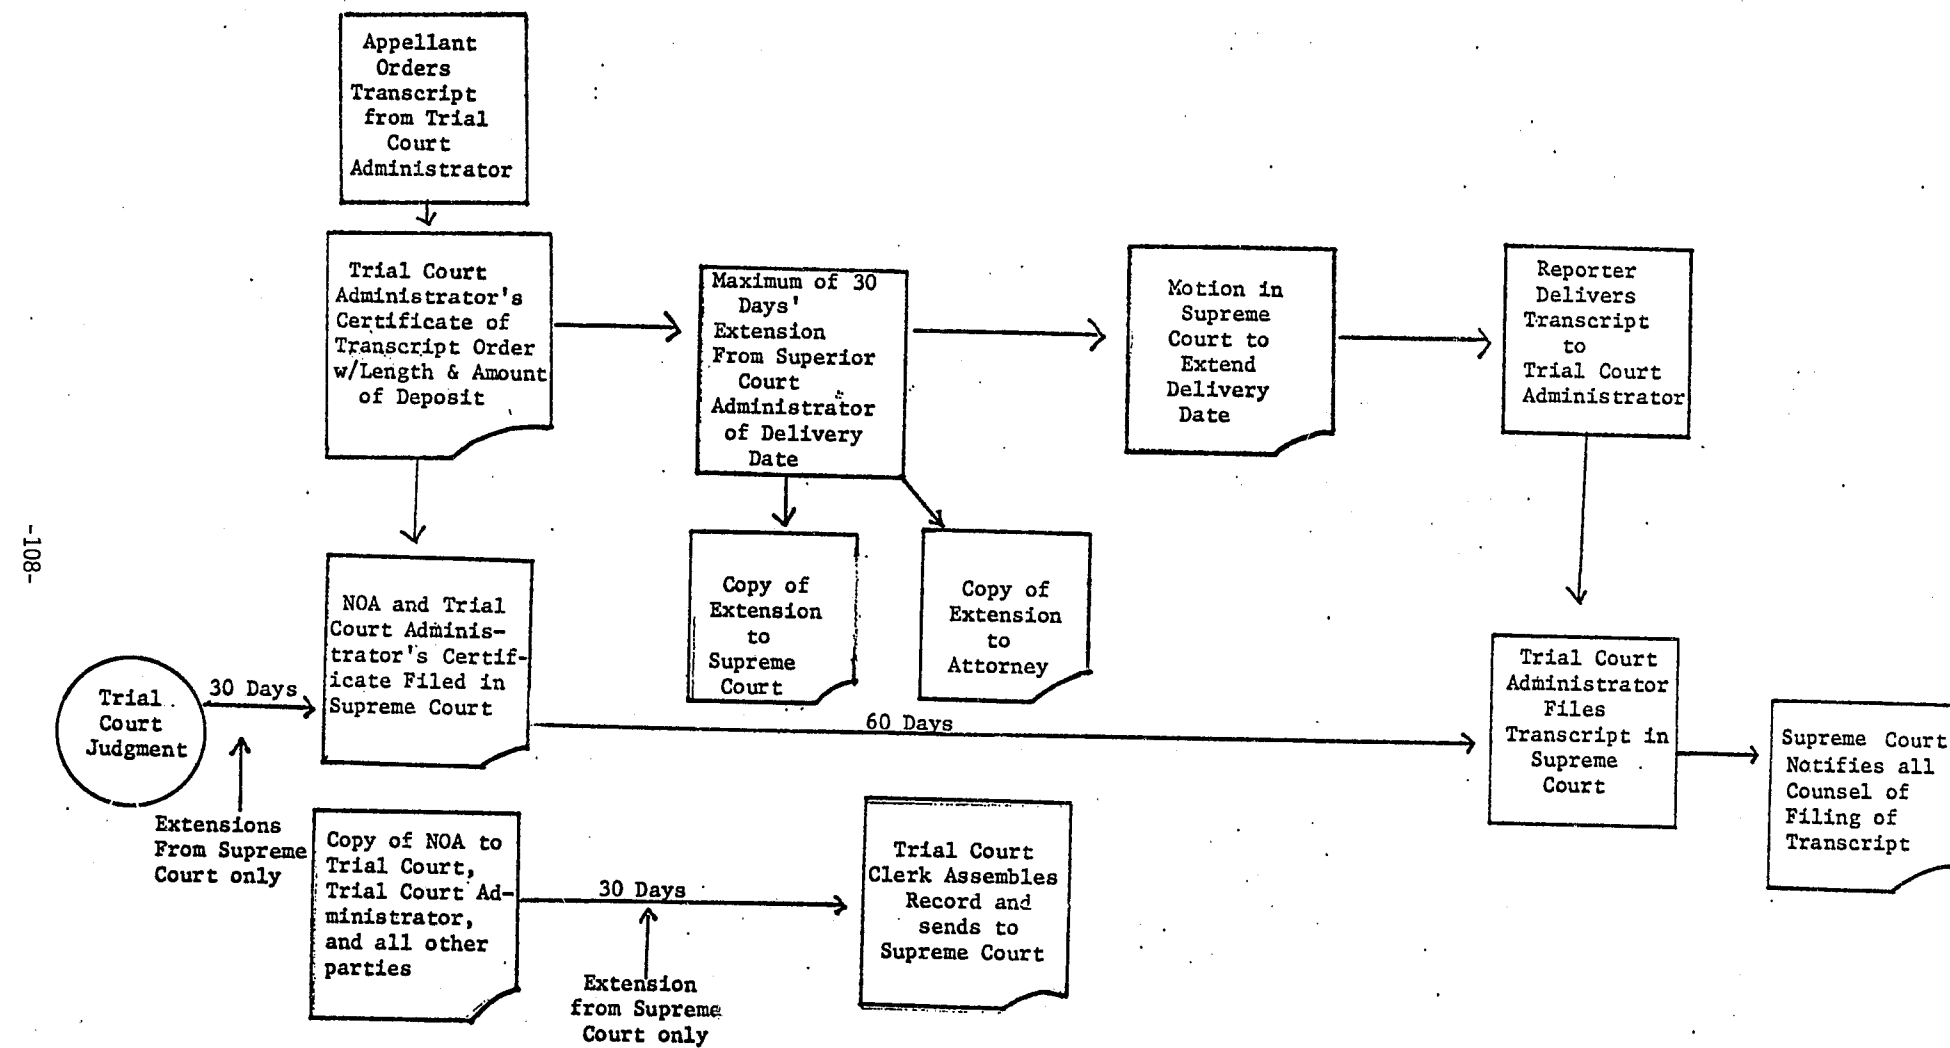 Appellant
Orders
Transcript
from Trial
Court
Administrator
Trial Court
Administrator's
Certificate of
Transcript Order
w/Length & Amount
of Deposit
Maximum of 30
Days'
Extension
From Superior
Court
Administrator
of Delivery
Date
Motion in
Supreme
Court to
Extend
Delivery
Date
Reporter
Delivers
Transcript
to
Trial Court
Administrator
-108-
NOA and Trial
Court Adminis-
trator's Certif-
icate Filed in
Supreme Court
Copy of
Extension
to
Supreme
Court
Copy of
Extension
to
Attorney
Trial
Court
Judgment
30 Days
60 Days
Trial Court
Administrator
Files
Transcript in
Supreme
Court
Supreme Court
Notifies all
Counsel of
Filing of
Transcript
Extensions
From Supreme
Court only
Copy of NOA to
Trial Court,
Trial Court Ad-
ministrator,
and all other
parties
30 Days
Extension
from Supreme
Court only
Trial Court
Clerk Assembles
Record and
sends to
Supreme Court